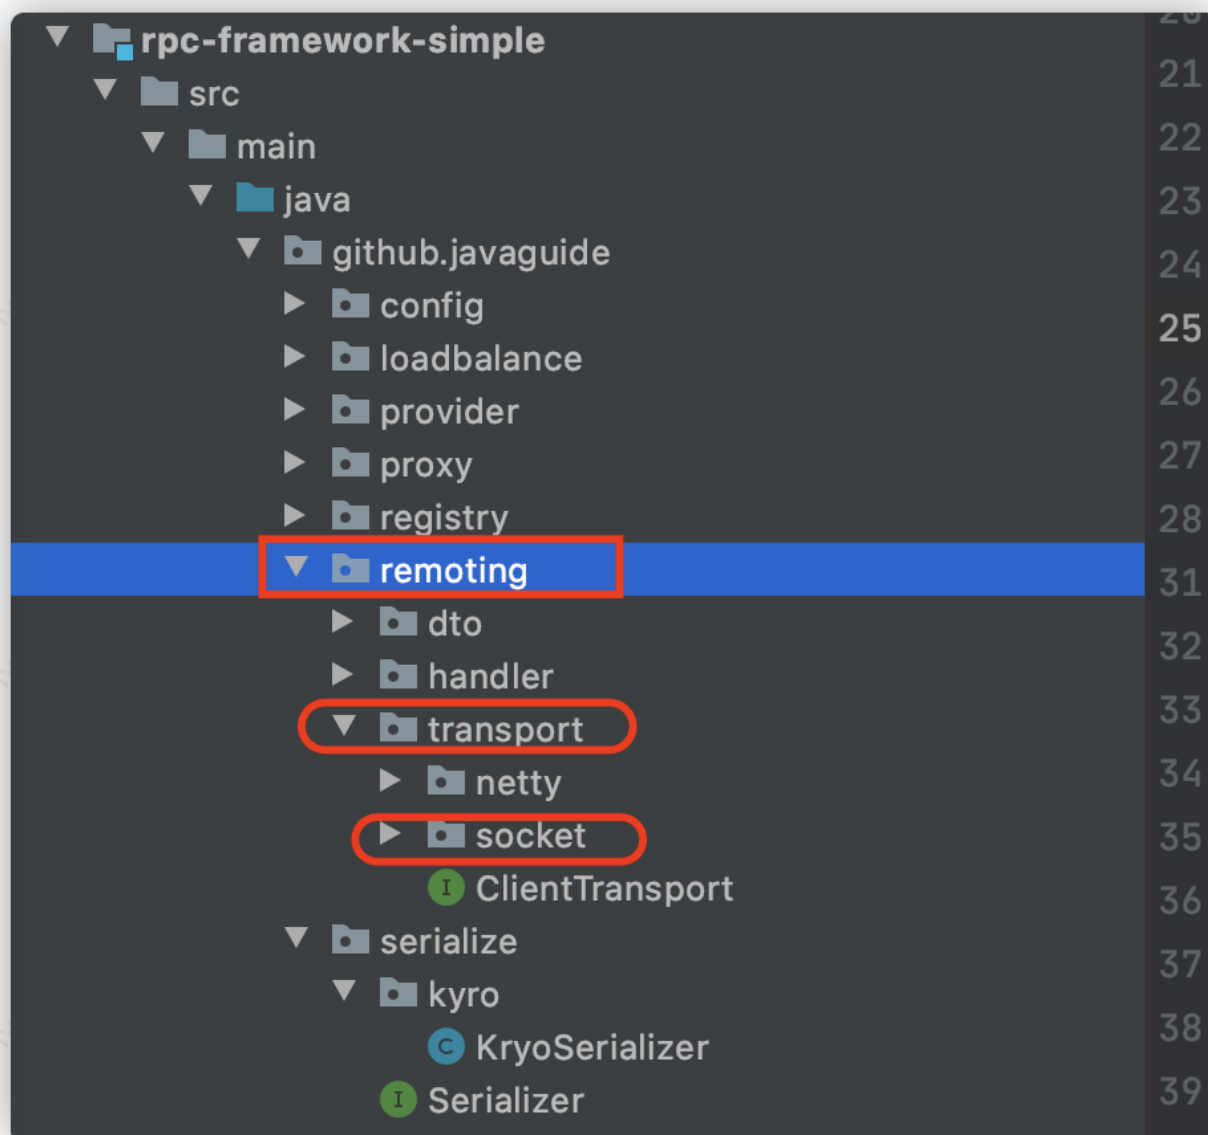 rpc-framework-simple
src
main
java
github.javaguide
config
loadbalance
provider
proxy
registry
remoting
dto
handler
transport
netty
socket
I ClientTransport
serialize
kyro
C KryoSerializer
I Serializer
20
21
22
23
24
25
26
27
28
31
32
33
34
35
36
37
38
39